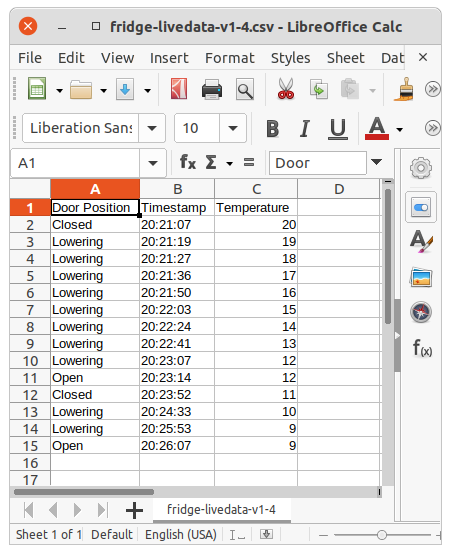 fridge-livedata-v1-4.csv - LibreOffice Calc
File Edit View Insert Format Styles Sheet Dat
Liberation Sans 10 B I U A
A1 fx Σ = Door
A B C D
1 Door Position Timestamp Temperature
2 Closed 20:21:07 20
3 Lowering 20:21:19 19
4 Lowering 20:21:27 18
5 Lowering 20:21:36 17
6 Lowering 20:21:50 16
7 Lowering 20:22:03 15
8 Lowering 20:22:24 14
9 Lowering 20:22:41 13
10 Lowering 20:23:07 12
11 Open 20:23:14 12
12 Closed 20:23:52 11
13 Lowering 20:24:33 10
14 Lowering 20:25:53 9
15 Open 20:26:07 9
16
17
fridge-livedata-v1-4
Sheet 1 of 1 Default English (USA)